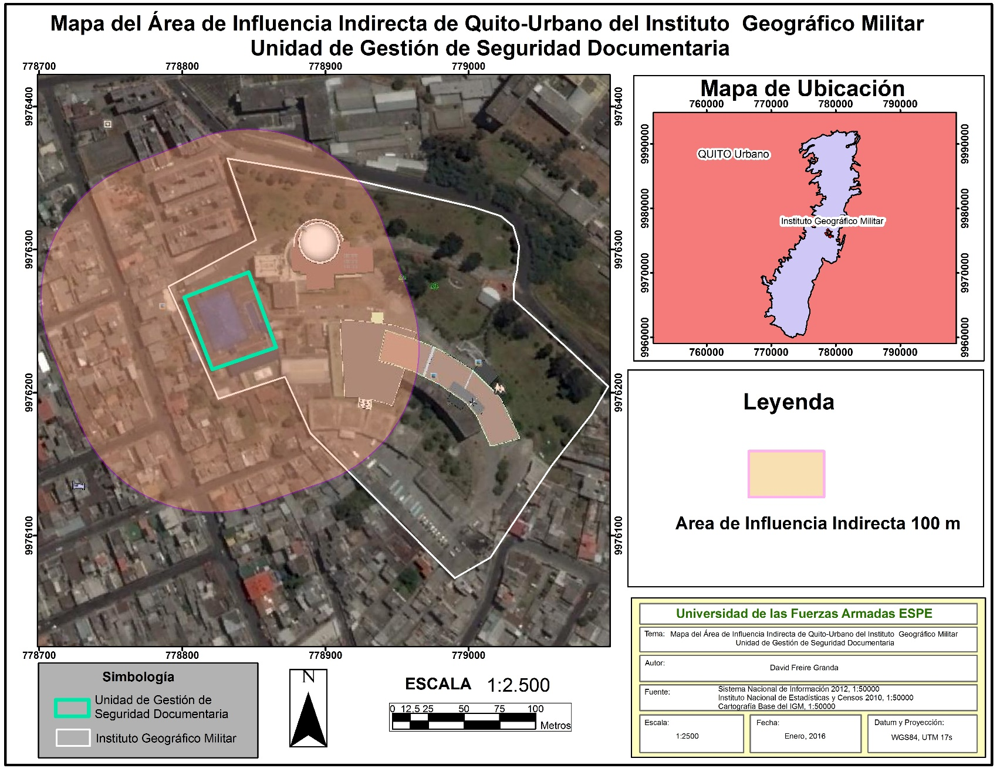 Mapa del Área de Influencia Indirecta de Quito-Urbano del Instituto  Geográfico Militar
Unidad de Gestión de Seguridad Documentaria
778700 778800 778900 779000
9976400 9976400
9976300 9976300
9976200 9976200
9976100 9976100
778700 778800 778900 779000
Mapa de Ubicación
760000 770000 780000 790000
9990000 9990000
QUITO Urbano
9980000 9980000
Instituto Geográfico Militar
9970000 9970000
9960000 9960000
760000 770000 780000 790000
Leyenda
Area de Influencia Indirecta 100 m
Simbología
Unidad de Gestión de
Seguridad Documentaria
Instituto Geográfico Militar
N
ESCALA 1:2.500
0 12,5 25 50 75 100
Metros
Universidad de las Fuerzas Armadas ESPE
Tema: Mapa del Área de Influencia Indirecta de Quito-Urbano del Instituto  Geográfico Militar
Unidad de Gestión de Seguridad Documentaria
Autor:
David Freire Granda
Fuente:
Sistema Nacional de Información 2012, 1:50000
Instituto Nacional de Estadísticas y Censos 2010, 1:50000
Cartografía Base del IGM, 1:50000
Escala:
1:2500
Fecha:
Enero, 2016
Datum y Proyección:
WGS84, UTM 17s